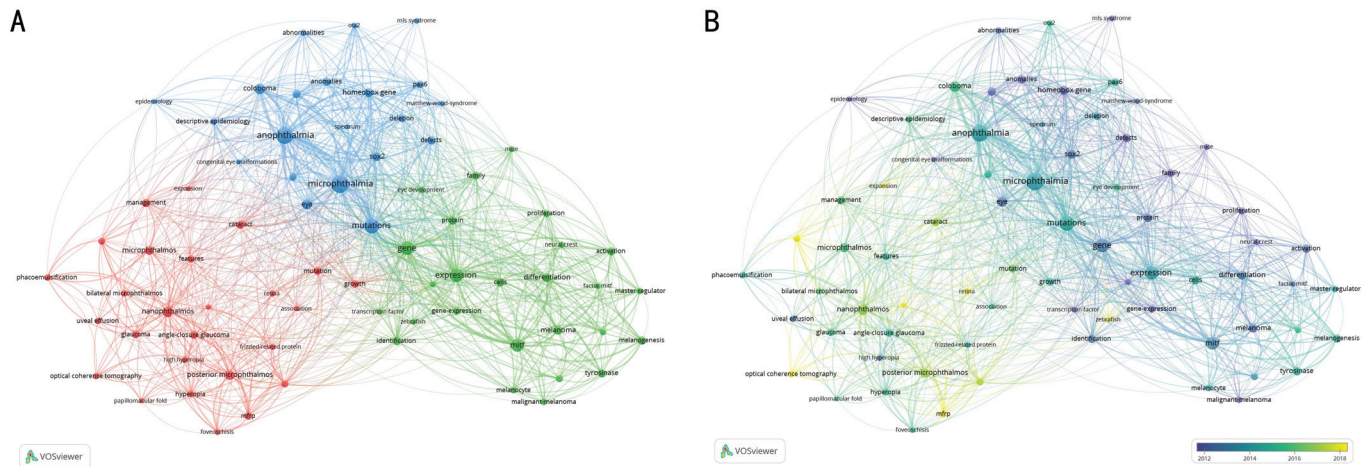 A
mls syndrome
otx2
abnormalities
anomalies
pax6
coloboma
homeobox gene
matthew-wood-syndrome
epidemiology
deletion
descriptive epidemiology
spectrum
anophthalmia
defects
mice
sox2
congenital eye malformations
family
microphthalmia
eye development
expansion
management
eye
proliferation
protein
cataract
mutations
neural crest
gene
activation
microphthalmos
features
mutation
expression
differentiation
phacoemulsification
growth
cells
facial mitf
master regulator
bilateral microphthalmos
retina
nanophthalmos
association
transcription factor
gene-expression
uveal effusion
zebrafish
melanoma
glaucoma
angle-closure glaucoma
identification
melanogenesis
frizzled-related protein
mitf
high hyperopia
optical coherence tomography
posterior microphthalmos
tyrosinase
melanocyte
hyperopia
papillomacular fold
malignant-melanoma
mfrp
foveoschisis
VOSviewer
B
mls syndrome
otx2
abnormalities
anomalies
pax6
coloboma
homeobox gene
matthew-wood-syndrome
epidemiology
deletion
descriptive epidemiology
spectrum
anophthalmia
defects
mice
sox2
congenital eye malformations
family
microphthalmia
eye development
expansion
management
eye
proliferation
protein
cataract
mutations
neural crest
gene
activation
microphthalmos
features
mutation
expression
differentiation
phacoemulsification
growth
cells
facial mitf
master regulator
bilateral microphthalmos
retina
nanophthalmos
association
transcription factor
gene-expression
uveal effusion
zebrafish
melanoma
glaucoma
angle-closure glaucoma
identification
melanogenesis
frizzled-related protein
mitf
high hyperopia
optical coherence tomography
posterior microphthalmos
tyrosinase
melanocyte
hyperopia
papillomacular fold
malignant-melanoma
mfrp
foveoschisis
VOSviewer
2012 2014 2016 2018